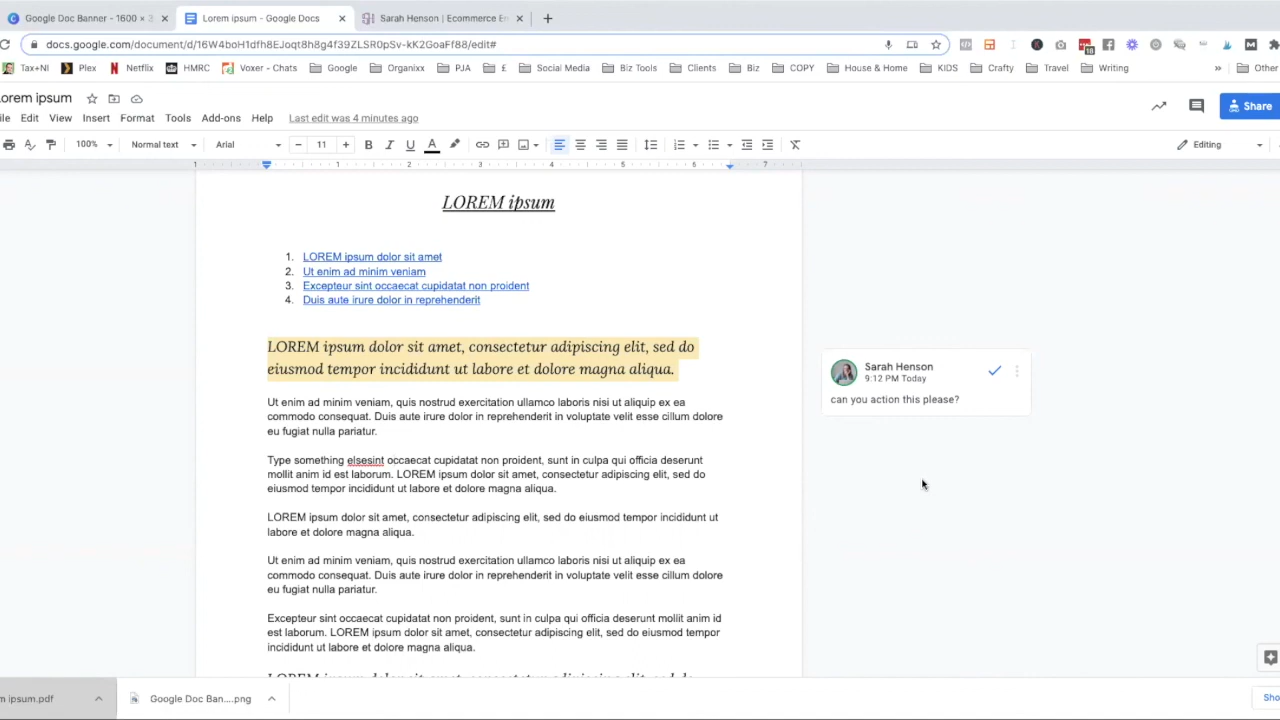 Google Doc Banner - 1600 × 3
Lorem ipsum - Google Docs
Sarah Henson | Ecommerce En
docs.google.com/document/d/16W4boH1dfh8EJoqt8h8g4f39ZLSR0pSv-kK2GoaFf88/edit#
Tax+NI Plex Netflix HMRC Voxer - Chats Google Organixx PJA £ Social Media Biz Tools Clients Biz COPY House & Home KIDS Crafty Travel Writing » Other
orem ipsum
ile Edit View Insert Format Tools Add-ons Help Last edit was 4 minutes ago
Share
100% Normal text Arial 11 B I U A Editing
1 1 2 3 4 5 6 7
LOREM ipsum
1. LOREM ipsum dolor sit amet
2. Ut enim ad minim veniam
3. Excepteur sint occaecat cupidatat non proident
4. Duis aute irure dolor in reprehenderit
LOREM ipsum dolor sit amet, consectetur adipiscing elit, sed do
eiusmod tempor incididunt ut labore et dolore magna aliqua.
Sarah Henson
9:12 PM Today
can you action this please?
Ut enim ad minim veniam, quis nostrud exercitation ullamco laboris nisi ut aliquip ex ea
commodo consequat. Duis aute irure dolor in reprehenderit in voluptate velit esse cillum dolore
eu fugiat nulla pariatur.
Type something elsesint occaecat cupidatat non proident, sunt in culpa qui officia deserunt
mollit anim id est laborum. LOREM ipsum dolor sit amet, consectetur adipiscing elit, sed do
eiusmod tempor incididunt ut labore et dolore magna aliqua.
LOREM ipsum dolor sit amet, consectetur adipiscing elit, sed do eiusmod tempor incididunt ut
labore et dolore magna aliqua.
Ut enim ad minim veniam, quis nostrud exercitation ullamco laboris nisi ut aliquip ex ea
commodo consequat. Duis aute irure dolor in reprehenderit in voluptate velit esse cillum dolore
eu fugiat nulla pariatur.
Excepteur sint occaecat cupidatat non proident, sunt in culpa qui officia deserunt mollit anim id
est laborum. LOREM ipsum dolor sit amet, consectetur adipiscing elit, sed do eiusmod tempor
incididunt ut labore et dolore magna aliqua.
m ipsum.pdf
Google Doc Ban....png
Sho